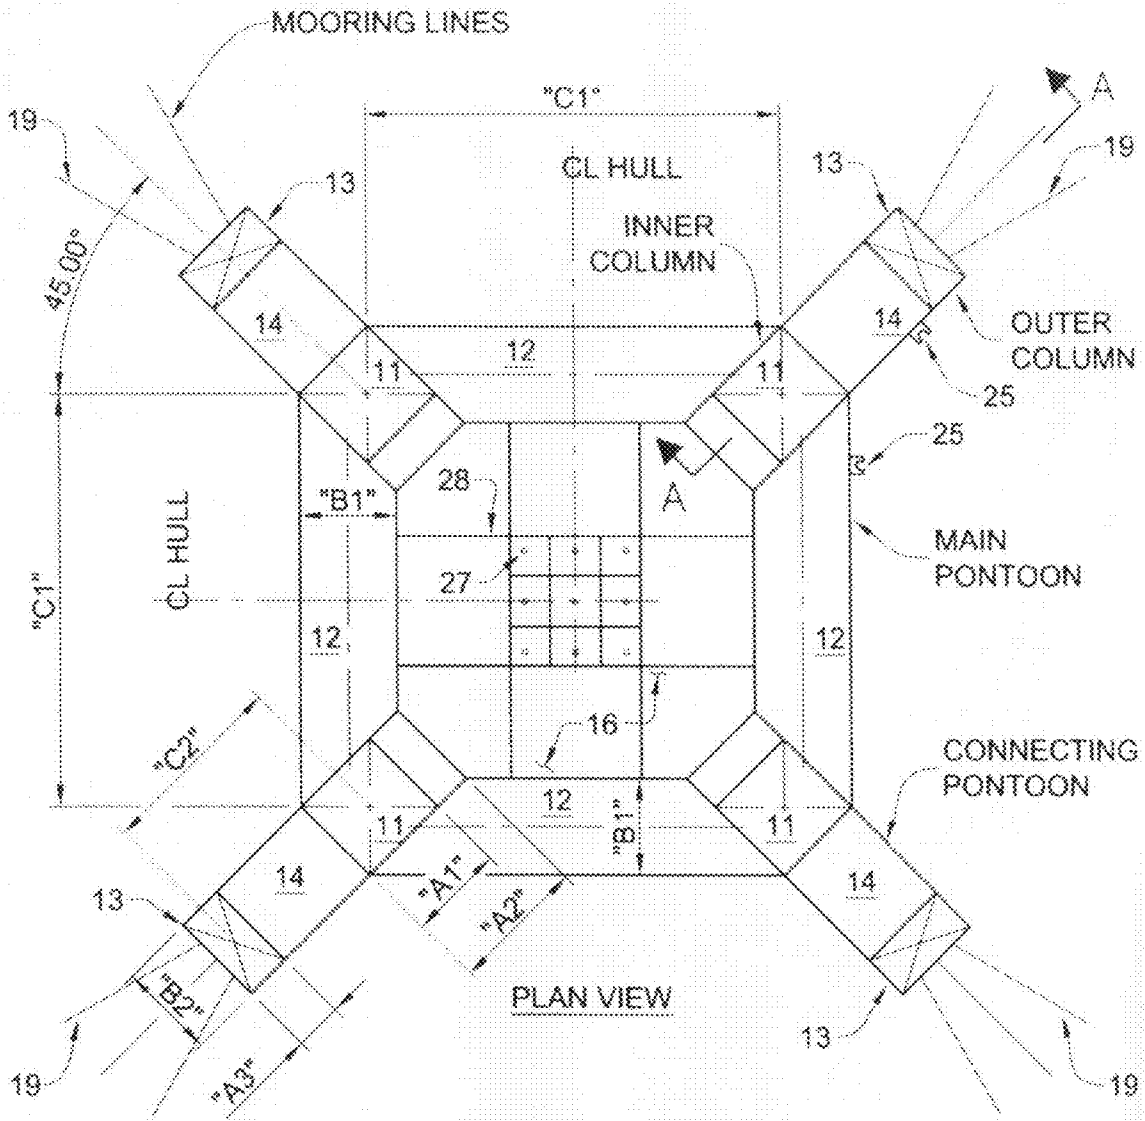 MOORING LINES
A
19
"C1"
19
13
CL HULL
13
INNER
COLUMN
45.00°
14
12
14
OUTER
COLUMN
11
11
25
25
28
A
"B1"
CL HULL
MAIN
PONTOON
27
"C1"
12
12
16
"C2"
CONNECTING
PONTOON
12
"B1"
11
11
14
"A1"
14
13
"A2"
"B2"
PLAN VIEW
13
19
"A3"
19